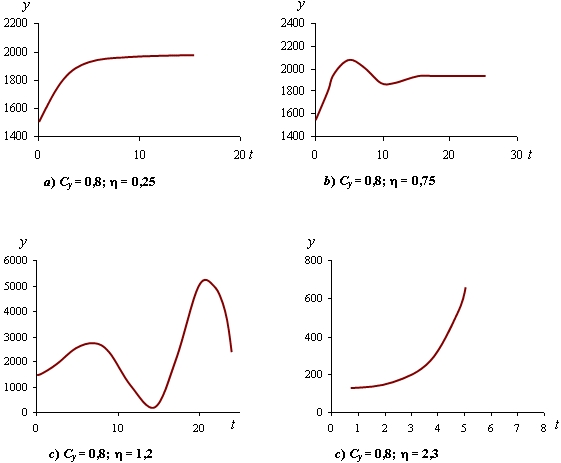 y
2200
2000
1800
1600
1400
0 10 20 t
a) Cy = 0,8; η = 0,25
y
2400
2200
2000
1800
1600
1400
0 10 20 30 t
b) Cy = 0,8; η = 0,75
y
6000
5000
4000
3000
2000
1000
0
0 10 20 t
c) Cy = 0,8; η = 1,2
y
800
600
400
200
0
0 1 2 3 4 5 6 7 8 t
c) Cy = 0,8; η = 2,3